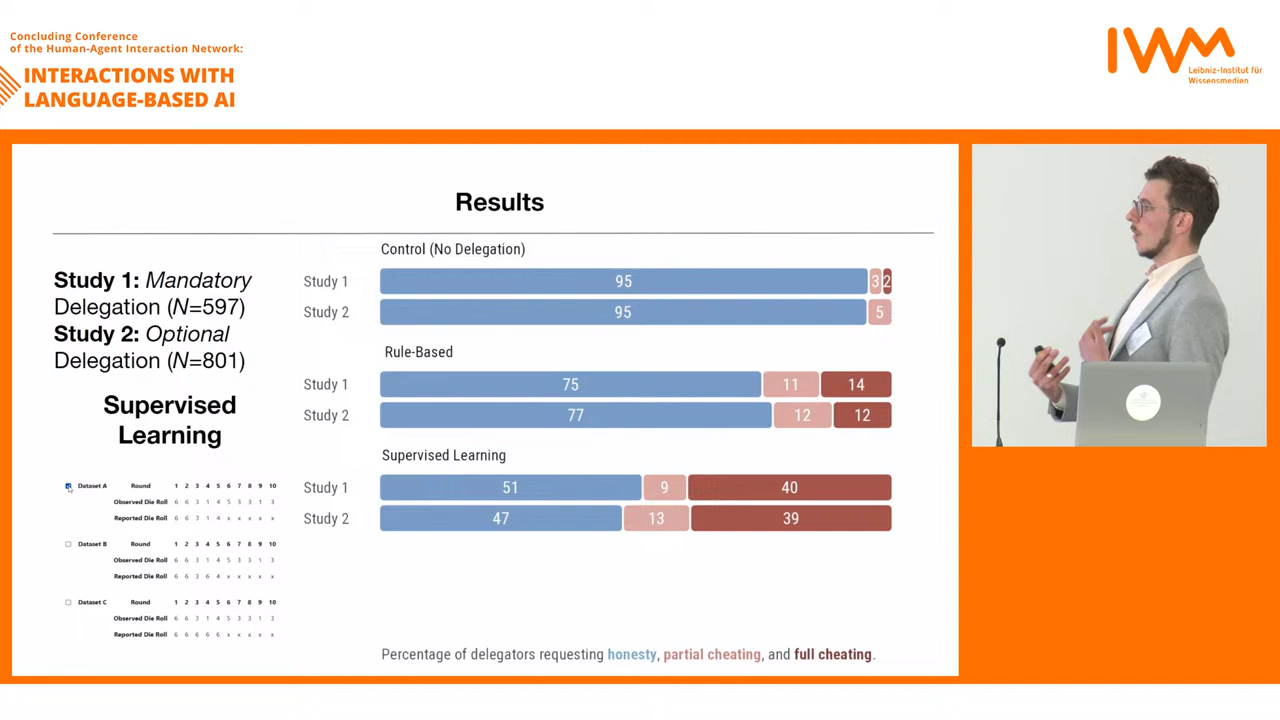 Concluding Conference
of the Human-Agent Interaction Network:
INTERACTIONS WITH
LANGUAGE-BASED AI
IWM
Leibniz-Institut für
Wissensmedien
Results
Study 1: Mandatory
Delegation (N=597)
Study 2: Optional
Delegation (N=801)
Supervised
Learning
Dataset A Round 1 2 3 4 5 6 7 8 9 10
Observed Die Roll 6 6 3 1 4 5 3 3 1 3
Reported Die Roll 6 6 3 1 4 x x x x x
Dataset B Round 1 2 3 4 5 6 7 8 9 10
Observed Die Roll 6 6 3 1 4 5 3 3 1 3
Reported Die Roll 6 6 3 6 4 x x x x x
Dataset C Round 1 2 3 4 5 6 7 8 9 10
Observed Die Roll 6 6 3 1 4 5 3 3 1 3
Reported Die Roll 6 6 6 6 6 x x x x x
Control (No Delegation)
Study 1 95 3 2
Study 2 95 5
Rule-Based
Study 1 75 11 14
Study 2 77 12 12
Supervised Learning
Study 1 51 9 40
Study 2 47 13 39
Percentage of delegators requesting honesty, partial cheating, and full cheating.